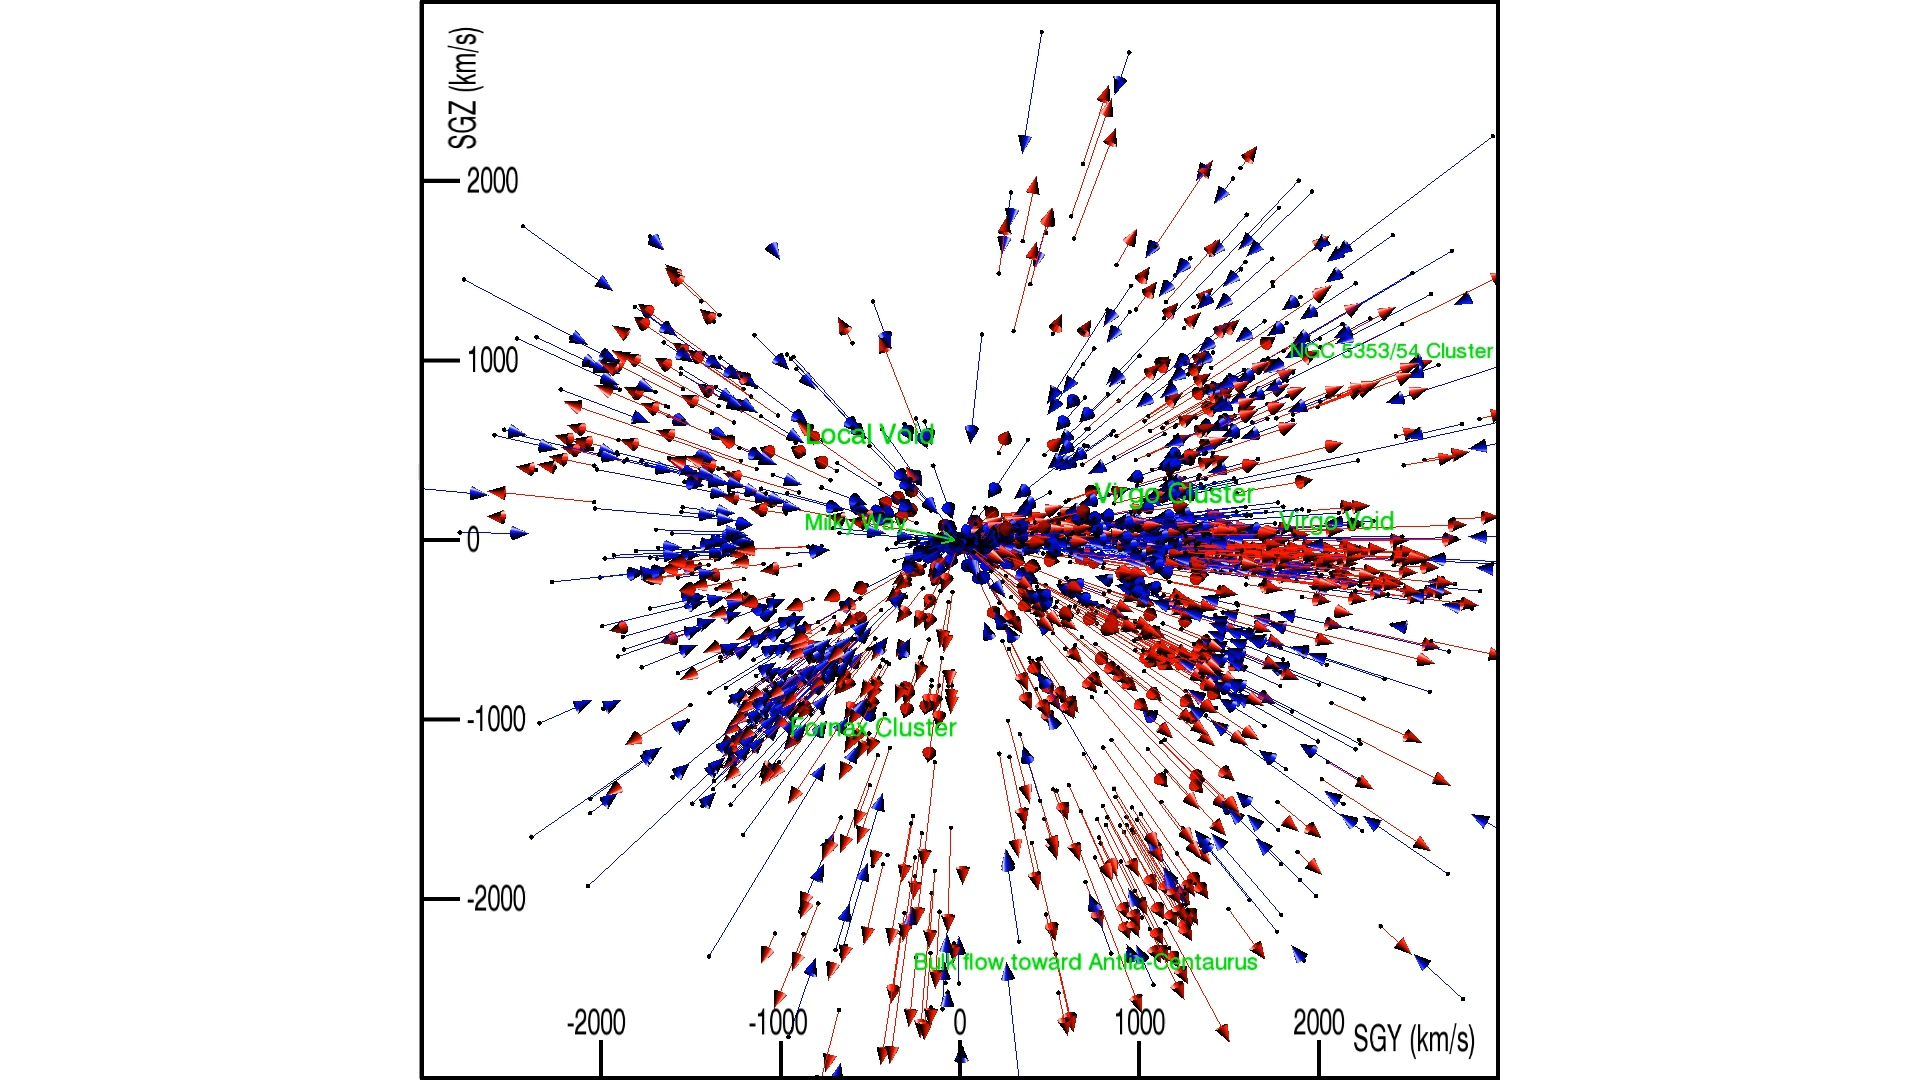 SGZ (km/s)
2000
1000
NGC 5353/54 Cluster
Local Void
Virgo Cluster
Milky Way
Virgo Void
0
-1000
Fornax Cluster
-2000
Bulk flow toward Antlia-Centaurus
-2000
-1000
0
1000
2000
SGY (km/s)